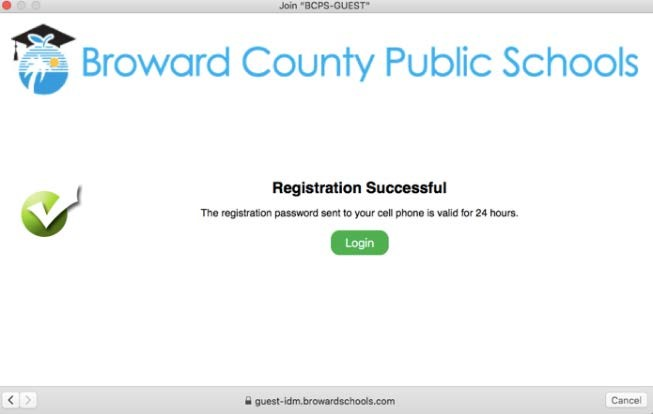 Join "BCPS-GUEST"
Broward County Public Schools
Registration Successful
The registration password sent to your cell phone is valid for 24 hours.
Login
guest-idm.browardschools.com
Cancel